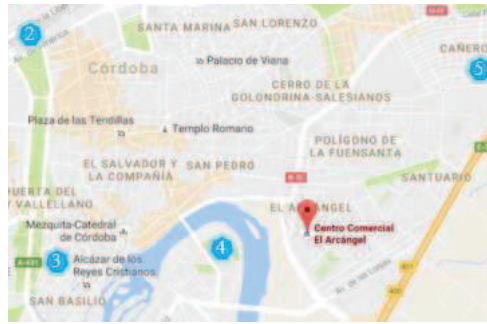 SANTA MARINA
SAN LORENZO
2
Palacio de Viana
Córdoba
CAÑERO
5
CERRO DE LA
GOLONDRINA-SALESIANOS
Plaza de las Tendillas
Templo Romano
POLÍGONO DE
LA FUENSANTA
EL SALVADOR Y
LA COMPAÑÍA
SAN PEDRO
SANTUARIO
UERTA DEL
Y VALLELLANO
EL ARCÁNGEL
Mezquita-Catedral
de Córdoba
Centro Comercial
El Arcángel
4
3
A-431
Alcázar de los
Reyes Cristianos
SAN BASILIO